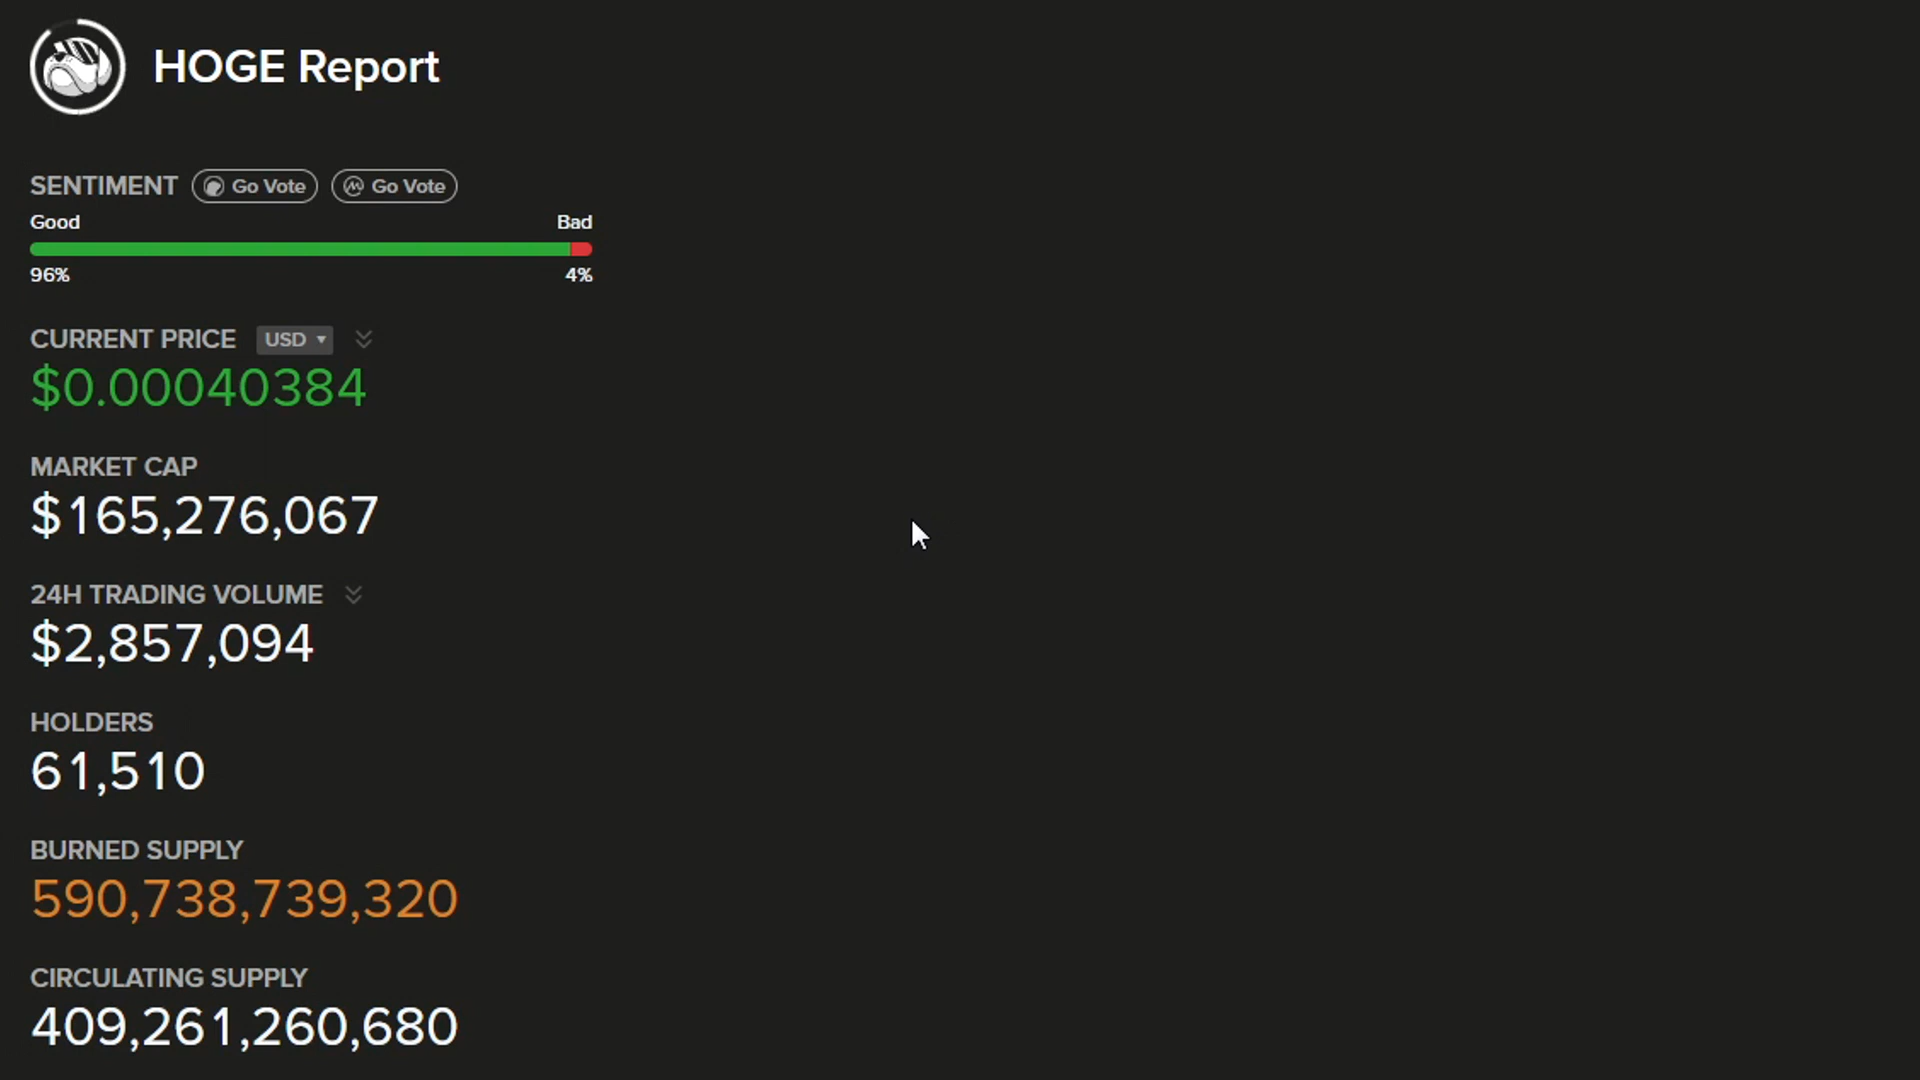 HOGE Report
SENTIMENT Go Vote Go Vote
Good Bad
96% 4%
CURRENT PRICE USD
$0.00040384
MARKET CAP
$165,276,067
24H TRADING VOLUME
$2,857,094
HOLDERS
61,510
BURNED SUPPLY
590,738,739,320
CIRCULATING SUPPLY
409,261,260,680